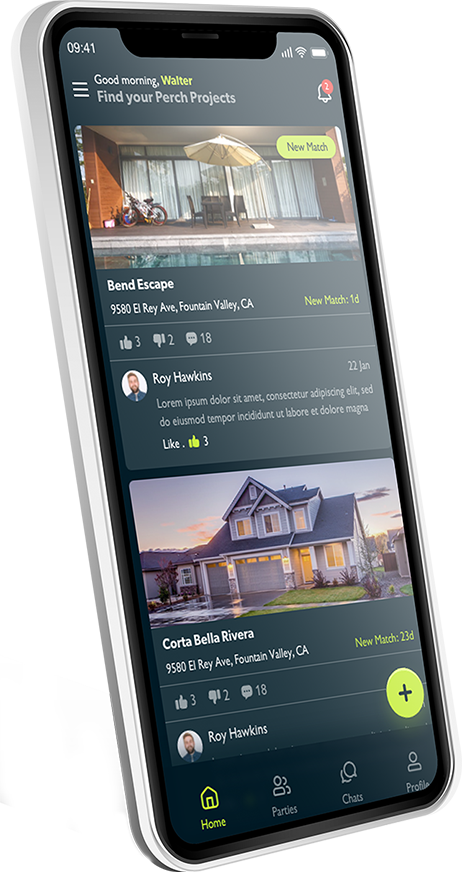 09:41
Good morning, Walter
2
Find your Perch Projects
New Match
Bend Escape
9580 El Rey Ave, Fountain Valley, CA
New Match: 1d
3 2 18
Roy Hawkins
22 Jan
Lorem ipsum dolor sit amet, consectetur adipiscing elit, sed
do eiusmod tempor incididunt ut labore et dolore magna
Like . 3
Corta Bella Rivera
9580 El Rey Ave, Fountain Valley, CA
New Match: 23d
3 2 18
+
Roy Hawkins
Home
Parties
Chats
Profile